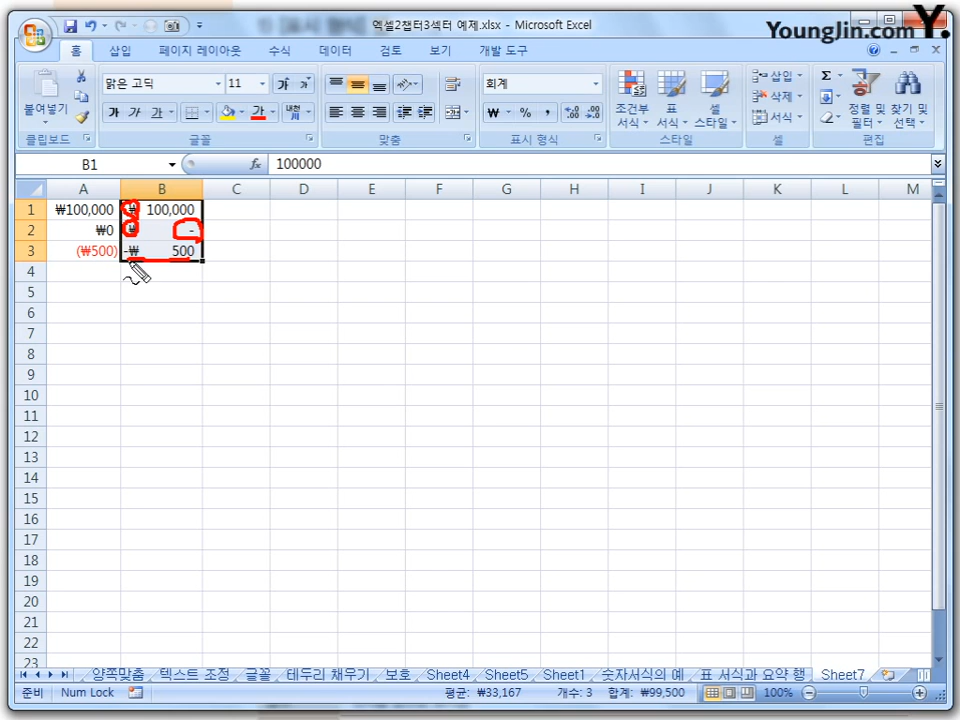 엑셀2챕터3섹터 예제.xlsx - Microsoft Excel
YoungJin.com Y.
홈 삽입 페이지 레이아웃 수식 데이터 검토 보기 개발 도구
붙여넣기
클립보드
맑은 고딕 11
가 가 가
글꼴
맞춤
회계
₩ % ,
표시 형식
조건부 서식 표 서식 셀 스타일
스타일
삽입
삭제
서식
셀
Σ
정렬 및 필터 찾기 및 선택
편집
B1 fx 100000
A B C D E F G H I J K L M
1 ₩100,000 ₩ 100,000
2 ₩0 ₩ -
3 (₩500) -₩ 500
4
5
6
7
8
9
10
11
12
13
14
15
16
17
18
19
20
21
22
23
양쪽맞춤 텍스트 조정 글꼴 테두리 채우기 보호 Sheet4 Sheet5 Sheet1 숫자서식의 예 표 서식과 요약 행 Sheet7
준비 Num Lock 평균: ₩33,167 개수: 3 합계: ₩99,500 100%